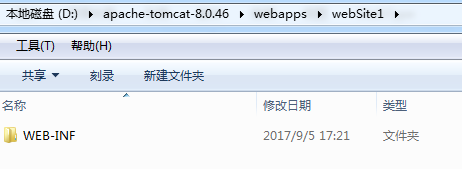 本地磁盘 (D:) ▸ apache-tomcat-8.0.46 ▸ webapps ▸ webSite1 ▸
工具(T) 帮助(H)
共享 ▼ 刻录 新建文件夹
名称 修改日期 类型
WEB-INF 2017/9/5 17:21 文件夹